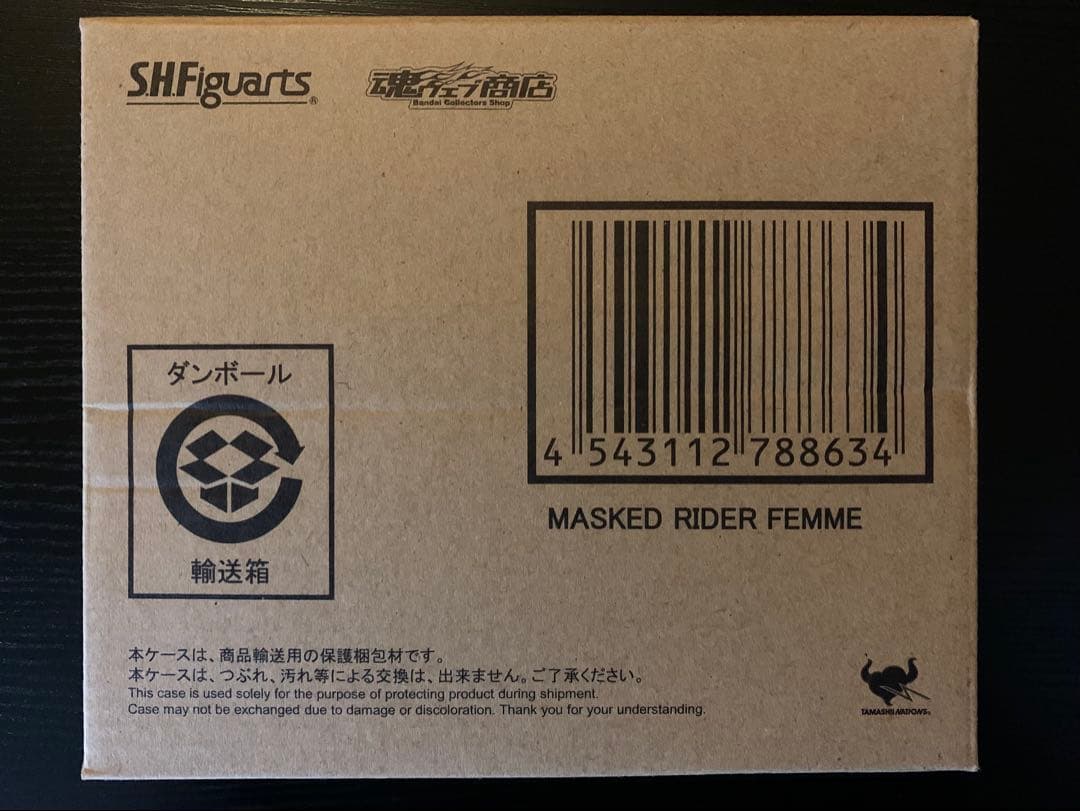 S.H.Figuarts®
魂ウェブ商店
Bandai Collectors Shop
4 543112 788634
MASKED RIDER FEMME
ダンボール
輸送箱
本ケースは、商品輸送用の保護梱包材です。
本ケースは、つぶれ、汚れ等による交換は、出来ません。ご了承ください。
This case is used solely for the purpose of protecting product during shipment.
Case may not be exchanged due to damage or discoloration. Thank you for your understanding.
TAMASHII NATIONS